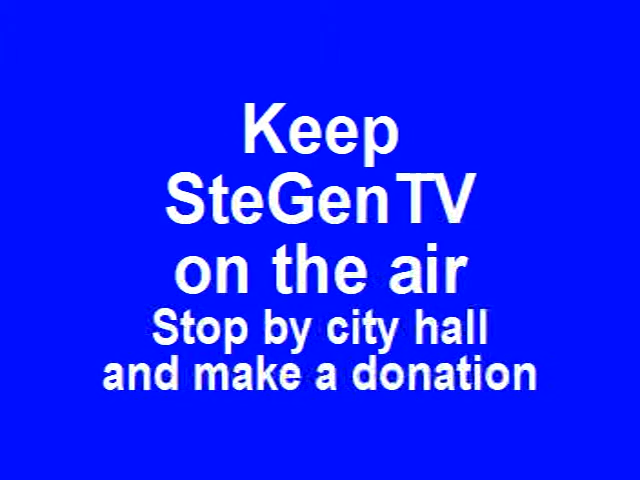 Keep
SteGenTV
on the air
Stop by city hall
and make a donation